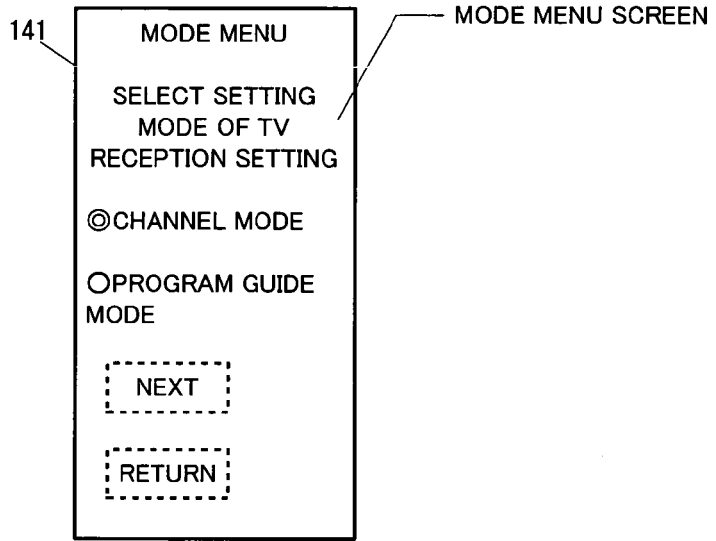 141
MODE MENU SCREEN
MODE MENU
SELECT SETTING
MODE OF TV
RECEPTION SETTING
◎CHANNEL MODE
○PROGRAM GUIDE
MODE
NEXT
RETURN